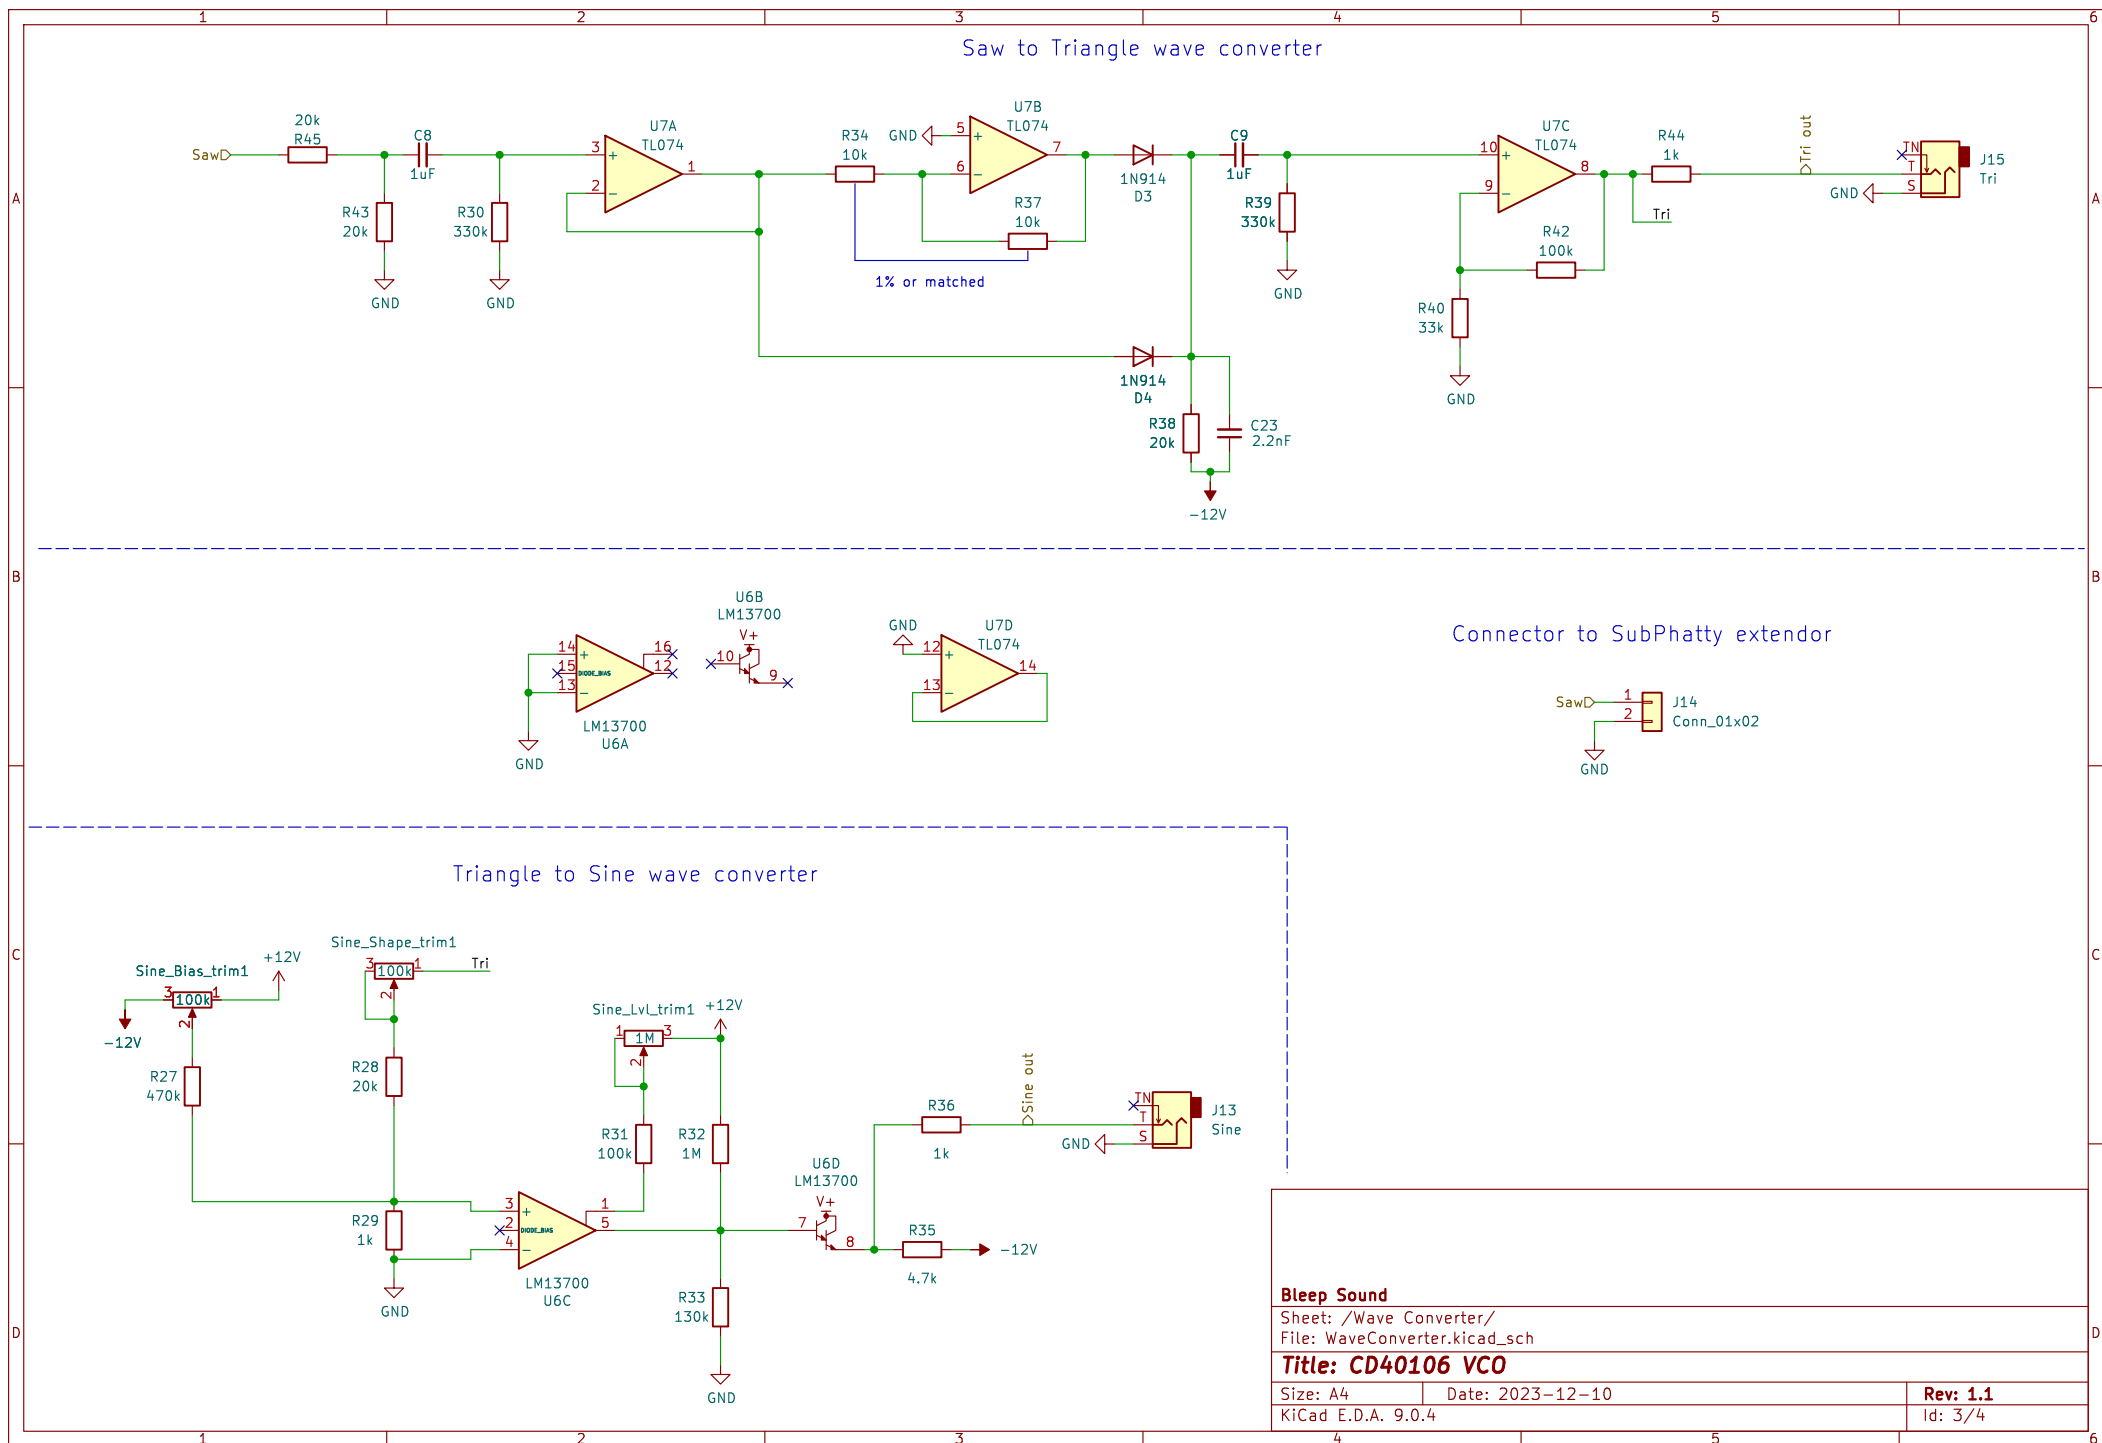 1 2 3 4 5 6
Saw to Triangle wave converter
A
A
Saw
20k
R45
R43
20k
GND
C8
1uF
R30
330k
GND
U7A
TL074
3
2
1
+
−
R34
10k
GND
U7B
TL074
5
6
7
+
−
R37
10k
1% or matched
1N914
D3
1N914
D4
C9
1uF
R39
330k
GND
R38
20k
C23
2.2nF
-12V
U7C
TL074
10
9
8
+
−
R42
100k
R40
33k
GND
R44
1k
Tri
Tri out
TN
T
S
GND
J15
Tri
B
B
14
15
13
16
12
+
DIODE_BIAS
−
LM13700
U6A
GND
U6B
LM13700
V+
10
9
GND
U7D
TL074
12
13
14
+
−
Connector to SubPhatty extendor
Saw
1
2
J14
Conn_01x02
GND
Triangle to Sine wave converter
C
C
Sine_Bias_trim1
3
100k
1
2
+12V
-12V
R27
470k
Sine_Shape_trim1
3
100k
1
2
Tri
R28
20k
R29
1k
GND
Sine_Lvl_trim1
1
1M
3
2
+12V
R31
100k
R32
1M
3
2
4
1
5
+
DIODE_BIAS
−
LM13700
U6C
R33
130k
GND
U6D
LM13700
V+
7
8
R36
1k
R35
4.7k
-12V
Sine out
TN
T
S
GND
J13
Sine
D
D
Bleep Sound
Sheet: /Wave Converter/
File: WaveConverter.kicad_sch
Title: CD40106 VCO
Size: A4
Date: 2023-12-10
Rev: 1.1
KiCad E.D.A. 9.0.4
Id: 3/4
1 2 3 4 5 6